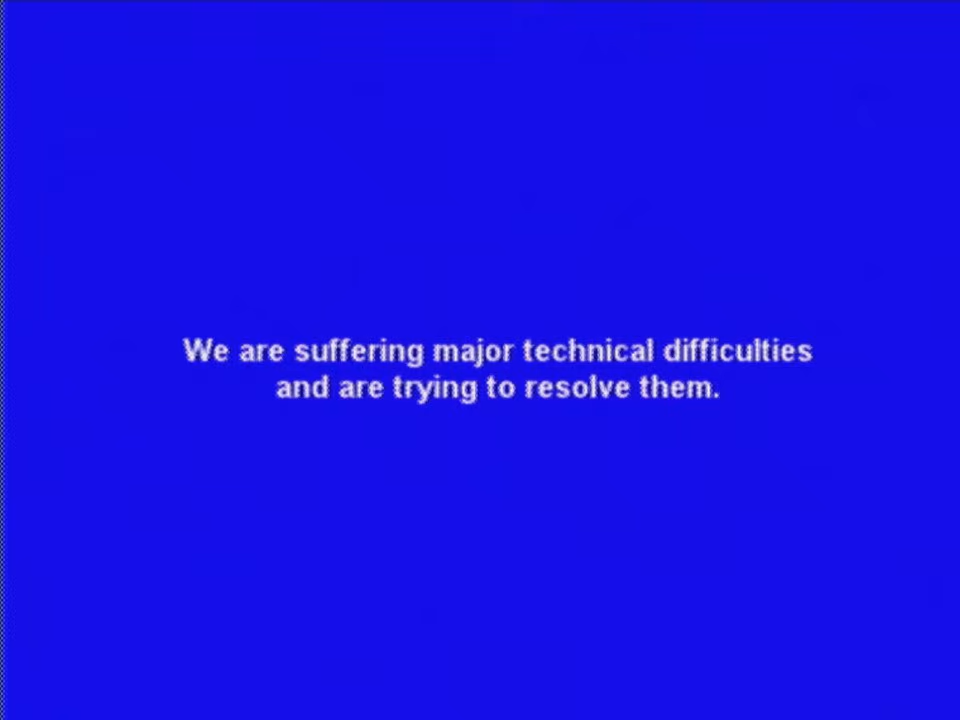 We are suffering major technical difficulties
and are trying to resolve them.